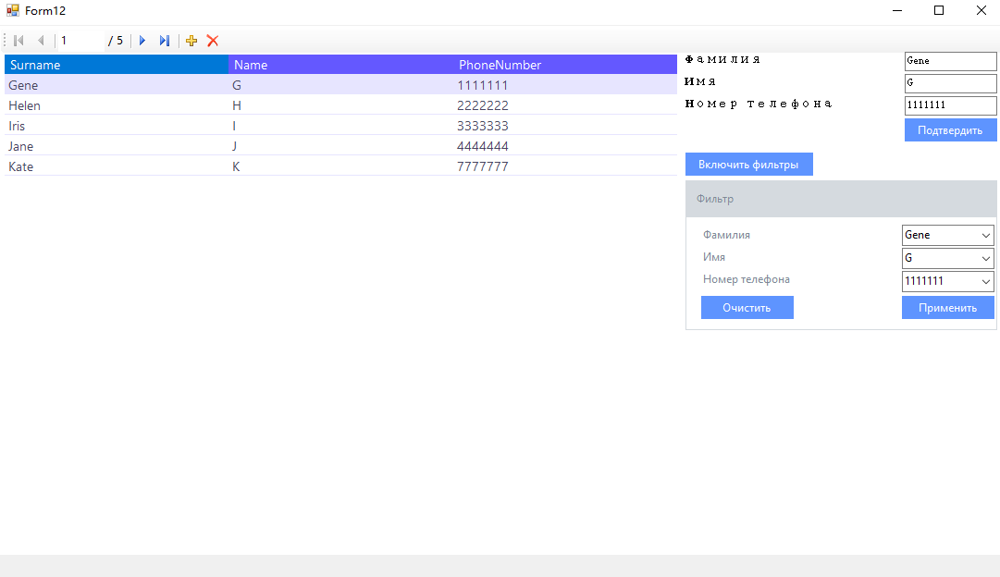 Form12
1 / 5
Surname Name PhoneNumber
Gene G 1111111
Helen H 2222222
Iris I 3333333
Jane J 4444444
Kate K 7777777
Фамилия Gene
Имя G
Номер телефона 1111111
Подтвердить
Включить фильтры
Фильтр
Фамилия Gene
Имя G
Номер телефона 1111111
Очистить Применить